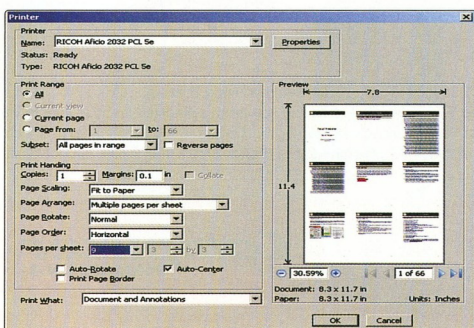 Printer
Printer
Name: RICOH Aficio 2032 PCL 5e Properties
Status: Ready
Type: RICOH Aficio 2032 PCL 5e
Print Range
All
Current view
Current page
Page from: 1 to: 66
Subset: All pages in range Reverse pages
Print Handing
Copies: 1 Margins: 0.1 in Collate
Page Scaling: Fit to Paper
Page Arrange: Multiple pages per sheet
Page Rotate: Normal
Page Order: Horizontal
Pages per sheet: 9 3 by 3
Auto-Rotate Auto-Center
Print Page Border
Print What: Document and Annotations
Preview
7.8
11.4
30.59% 1 of 66
Document: 8.3 x 11.7 in
Paper: 8.3 x 11.7 in Units: Inches
OK Cancel